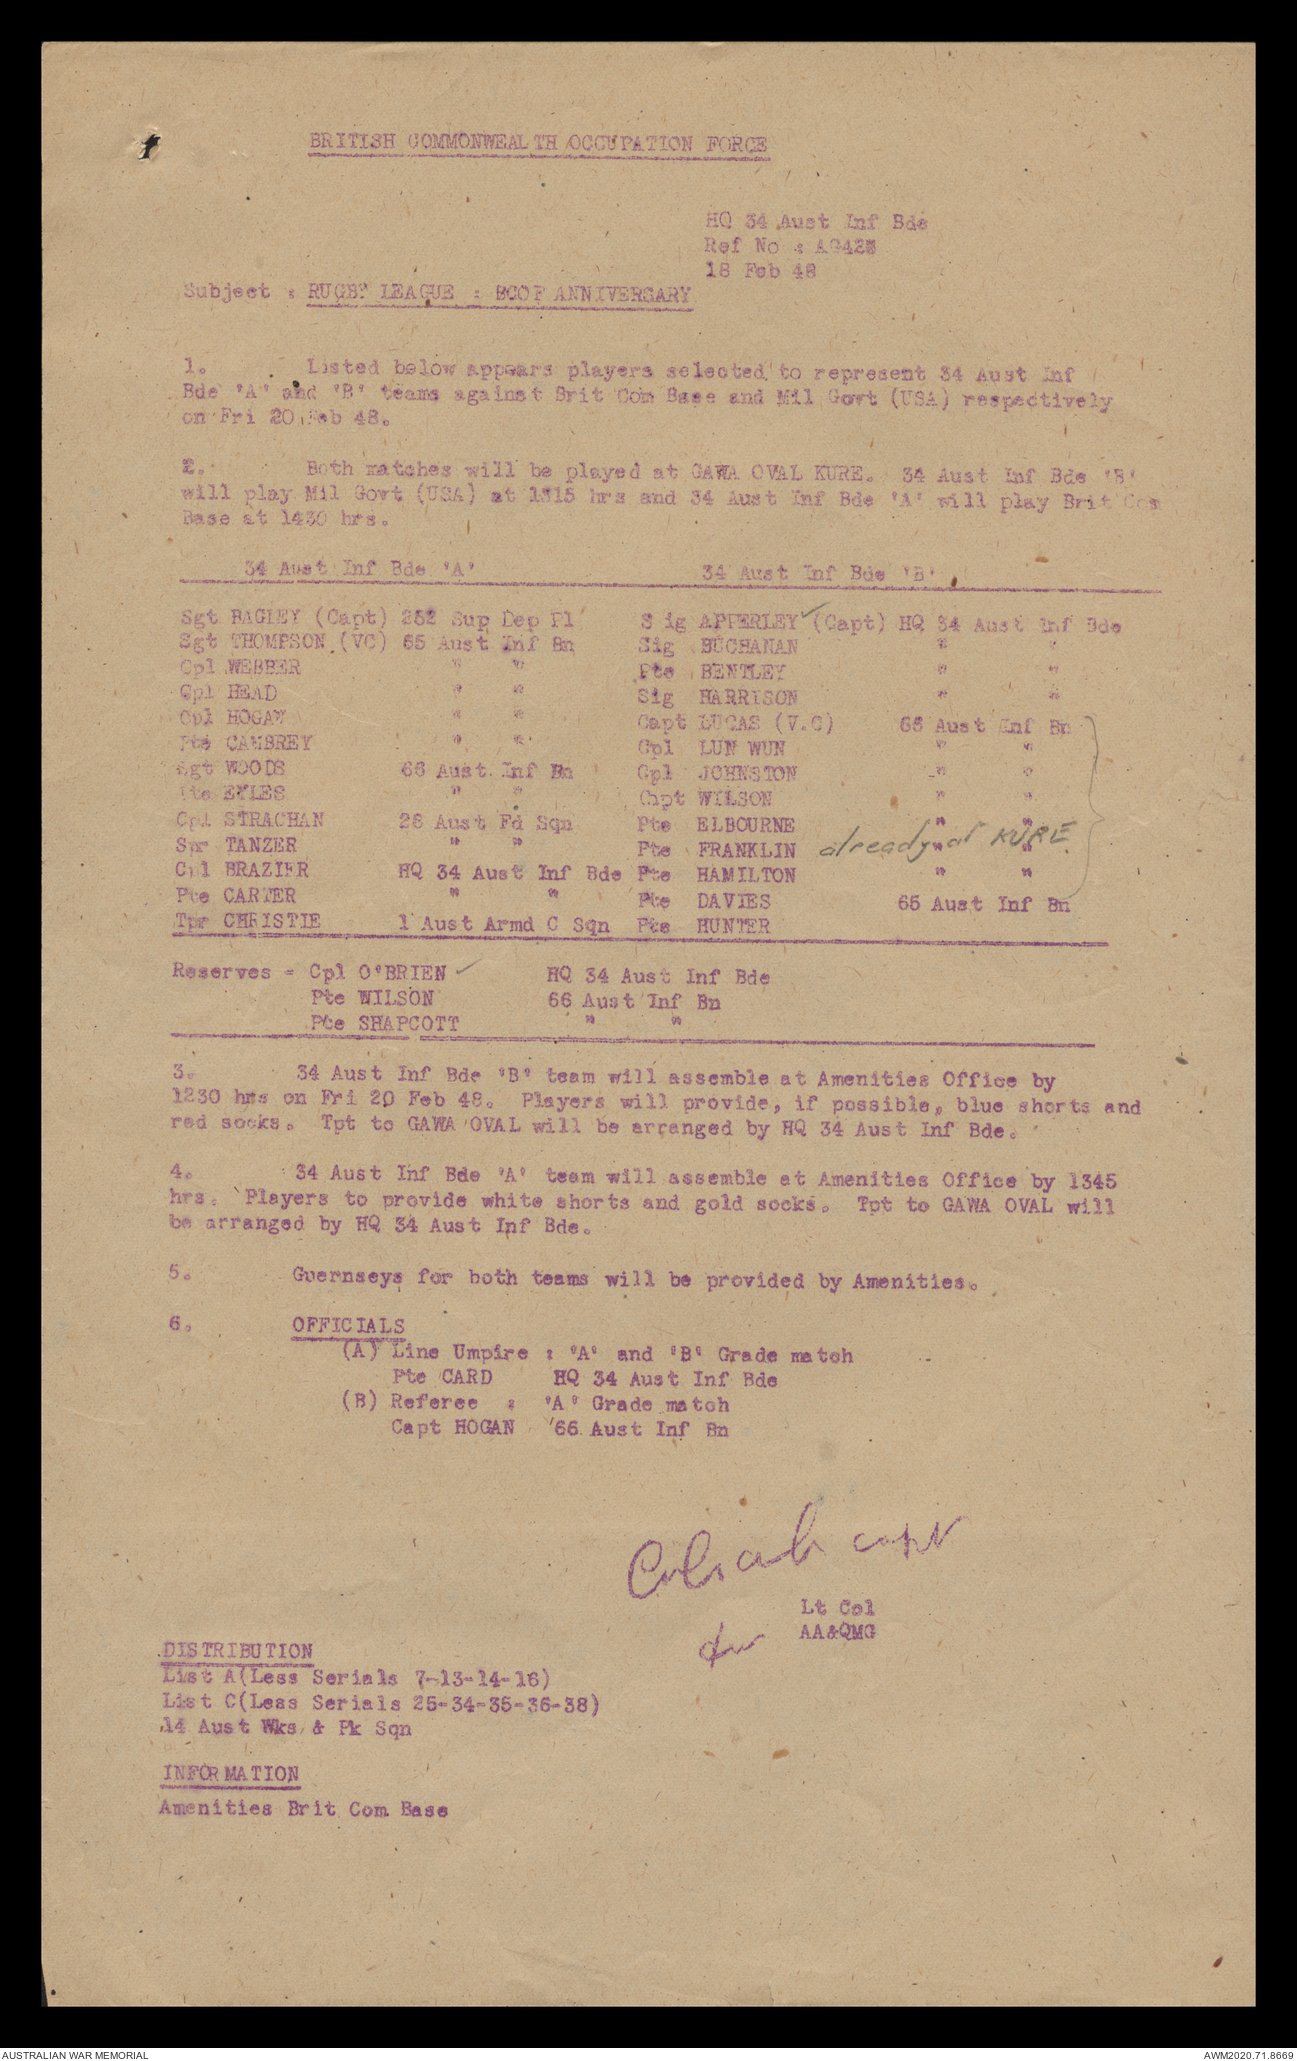 BRITISH COMMONWEALTH OCCUPATION FORCE
HQ 34 Aust Inf Bde
Ref No : AG425
18 Feb 48
Subject : RUGBY LEAGUE : BCOF ANNIVERSARY
1. Listed below appears players selected to represent 34 Aust Inf
Bde 'A' and 'B' teams against Brit Com Base and Mil Govt (USA) respectively
on Fri 20 Feb 48.
2. Both matches will be played at GAWA OVAL KURE. 34 Aust Inf Bde 'B'
will play Mil Govt (USA) at 1315 hrs and 34 Aust Inf Bde 'A' will play Brit Com
Base at 1430 hrs.
34 Aust Inf Bde 'A' 34 Aust Inf Bde 'B'
Sgt BAGLEY (Capt) 252 Sup Dep Pl Sig APPERLEY ✓ (Capt) HQ 34 Aust Inf Bde
Sgt THOMPSON (VC) 65 Aust Inf Bn Sig BUCHANAN " "
Cpl WEBBER " " Pte BENTLEY " "
Cpl HEAD " " Sig HARRISON " "
Cpl HOGAN " " Capt LUCAS (V.C) 66 Aust Inf Bn
Pte CAMBREY " " Cpl LUN WUN " "
Sgt WOODS 66 Aust Inf Bn Cpl JOHNSTON " "
Pte EYLES " " Capt WILSON " "
Cpl STRACHAN 28 Aust Fd Sqn Pte ELBOURNE " "
Spr TANZER " " Pte FRANKLIN " " already at KURE
Cpl BRAZIER HQ 34 Aust Inf Bde Pte HAMILTON " "
Pte CARTER " " Pte DAVIES 65 Aust Inf Bn
Tpr CHRISTIE 1 Aust Armd C Sqn Pte HUNTER
Reserves - Cpl O'BRIEN ✓ HQ 34 Aust Inf Bde
Pte WILSON 66 Aust Inf Bn
Pte SHAPCOTT " "
3. 34 Aust Inf Bde 'B' team will assemble at Amenities Office by
1230 hrs on Fri 20 Feb 48. Players will provide, if possible, blue shorts and
red socks. Tpt to GAWA OVAL will be arranged by HQ 34 Aust Inf Bde.
4. 34 Aust Inf Bde 'A' team will assemble at Amenities Office by 1345
hrs. Players to provide white shorts and gold socks. Tpt to GAWA OVAL will
be arranged by HQ 34 Aust Inf Bde.
5. Guernseys for both teams will be provided by Amenities.
6. OFFICIALS
(A) Line Umpire : 'A' and 'B' Grade match
Pte CARD HQ 34 Aust Inf Bde
(B) Referee : 'A' Grade match
Capt HOGAN 66 Aust Inf Bn
capt
Lt Col
for AA&QMG
DISTRIBUTION
List A(Less Serials 7-13-14-16)
List C(Less Serials 25-34-35-36-38)
14 Aust Wks & Pk Sqn
INFORMATION
Amenities Brit Com Base
AUSTRALIAN WAR MEMORIAL AWM2020.71.8669